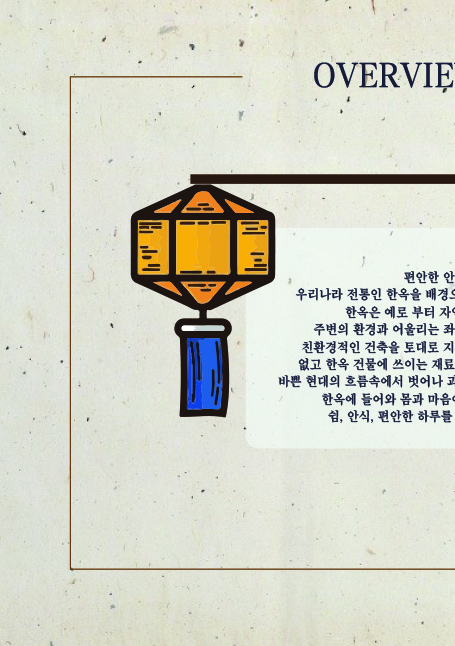 OVERVIE
편안한 안
우리나라 전통인 한옥을 배경으
한옥은 예로 부터 자연
주변의 환경과 어울리는 좌
친환경적인 건축을 토대로 지
없고 한옥 건물에 쓰이는 재료
바쁜 현대의 흐름속에서 벗어나
한옥에 들어와 몸과 마음이
쉼, 안식, 편안한 하루를